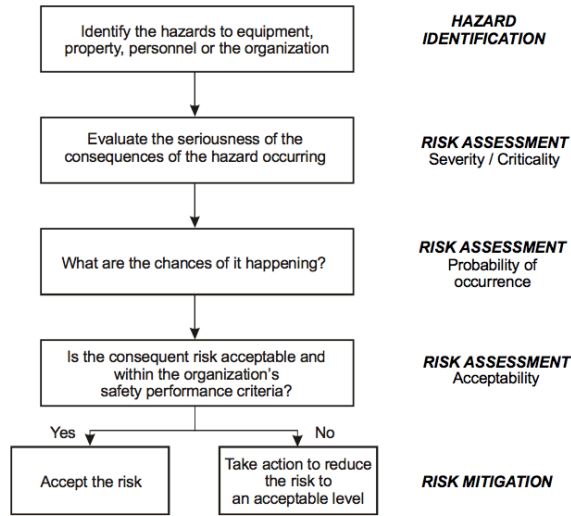 Identify the hazards to equipment,
property, personnel or the organization
HAZARD
IDENTIFICATION
Evaluate the seriousness of the
consequences of the hazard occurring
RISK ASSESSMENT
Severity / Criticality
What are the chances of it happening?
RISK ASSESSMENT
Probability of
occurrence
Is the consequent risk acceptable and
within the organization's
safety performance criteria?
RISK ASSESSMENT
Acceptability
Yes
No
Accept the risk
Take action to reduce
the risk to
an acceptable level
RISK MITIGATION